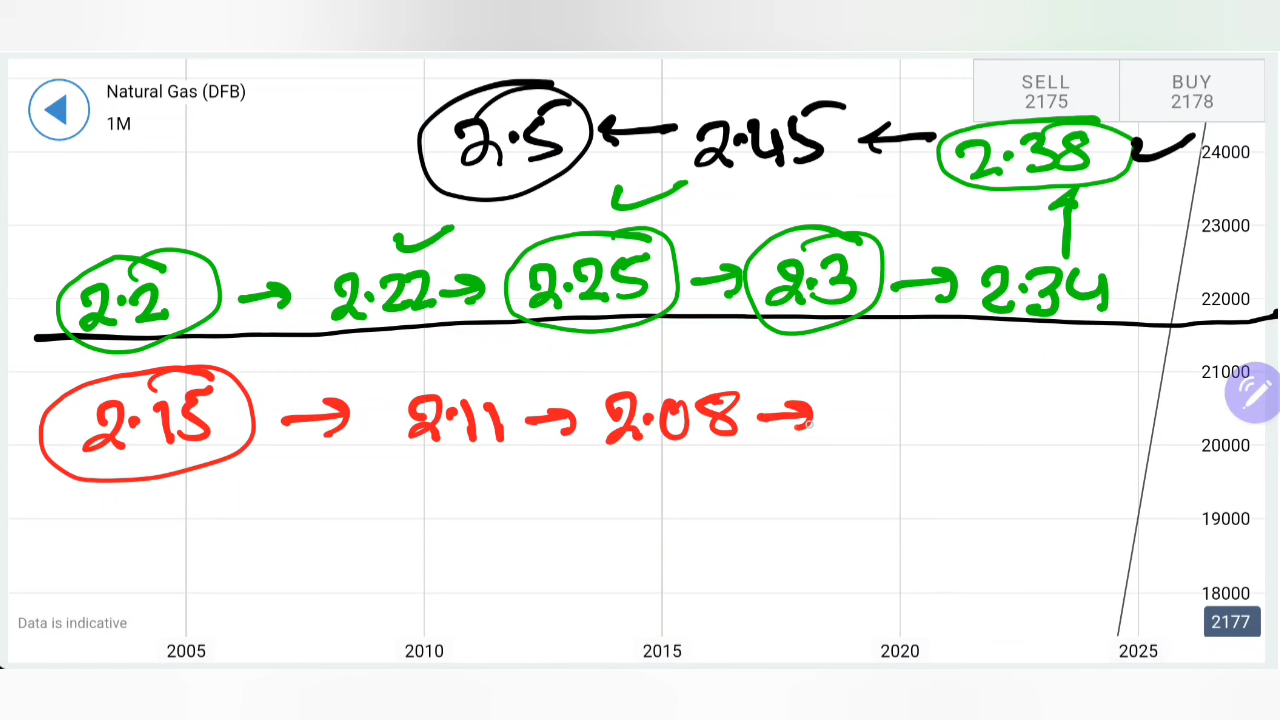 Natural Gas (DFB)
1M
SELL
2175
BUY
2178
2.5 ← 2.45 ← 2.38
2.2 → 2.22 → 2.25 → 2.3 → 2.34
2.15 → 2.11 → 2.08 →
24000
23000
22000
21000
20000
19000
18000
2177
Data is indicative
2005 2010 2015 2020 2025